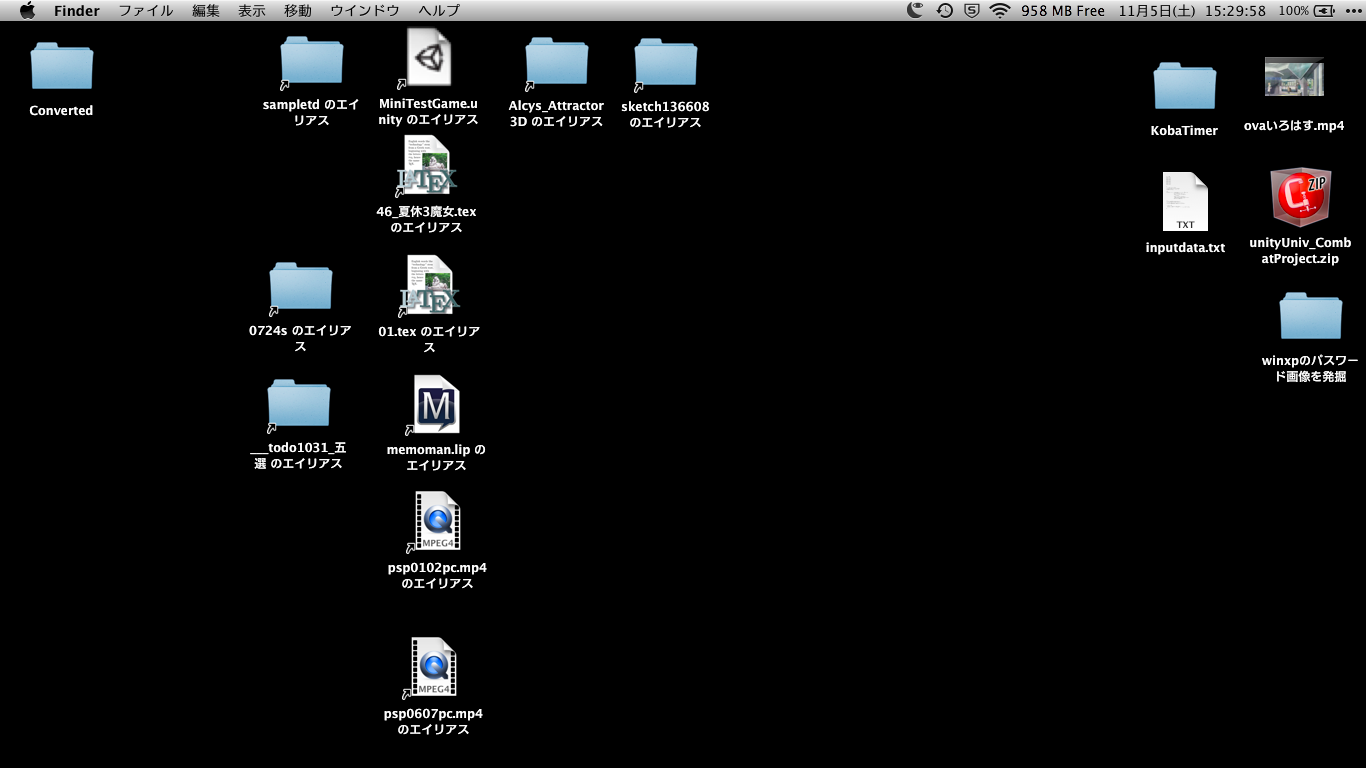 Finder ファイル 編集 表示 移動 ウインドウ ヘルプ 958 MB Free 11月5日(土) 15:29:58 100%
Converted
sampletd のエイ
リアス
MiniTestGame.u
nity のエイリアス
Alcys_Attractor
3D のエイリアス
sketch136608
のエイリアス
KobaTimer
ovaいろはす.mp4
LATEX
46_夏休3魔女.tex
のエイリアス
TXT
inputdata.txt
ZIP
unityUniv_Comb
atProject.zip
0724s のエイリア
ス
LATEX
01.tex のエイリア
ス
winxpのパスワー
ド画像を発掘
___todo1031_五
選 のエイリアス
M
memoman.lip の
エイリアス
MPEG4
psp0102pc.mp4
のエイリアス
MPEG4
psp0607pc.mp4
のエイリアス